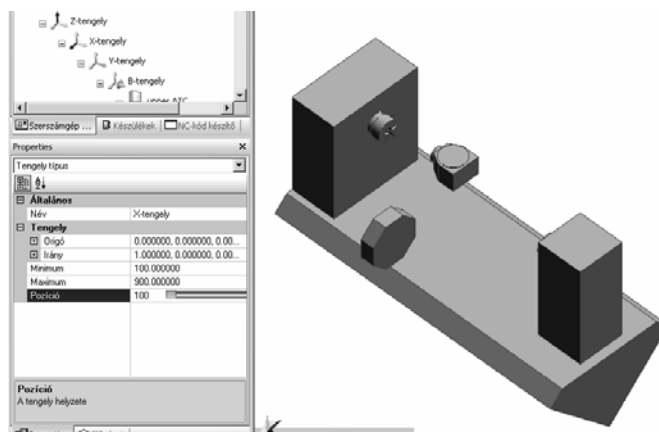 Z-tengely
X-tengely
Y-tengely
B-tengely
upper ATC
Szerszámgép ... Készülékek NC-kód készítő
Properties
Tengely típus
Általános
Név X-tengely
Tengely
Origó 0.000000, 0.000000, 0.00...
Irány 1.000000, 0.000000, 0.00...
Minimum 100.000000
Maximum 900.000000
Pozíció 100
Pozíció
A tengely helyzete